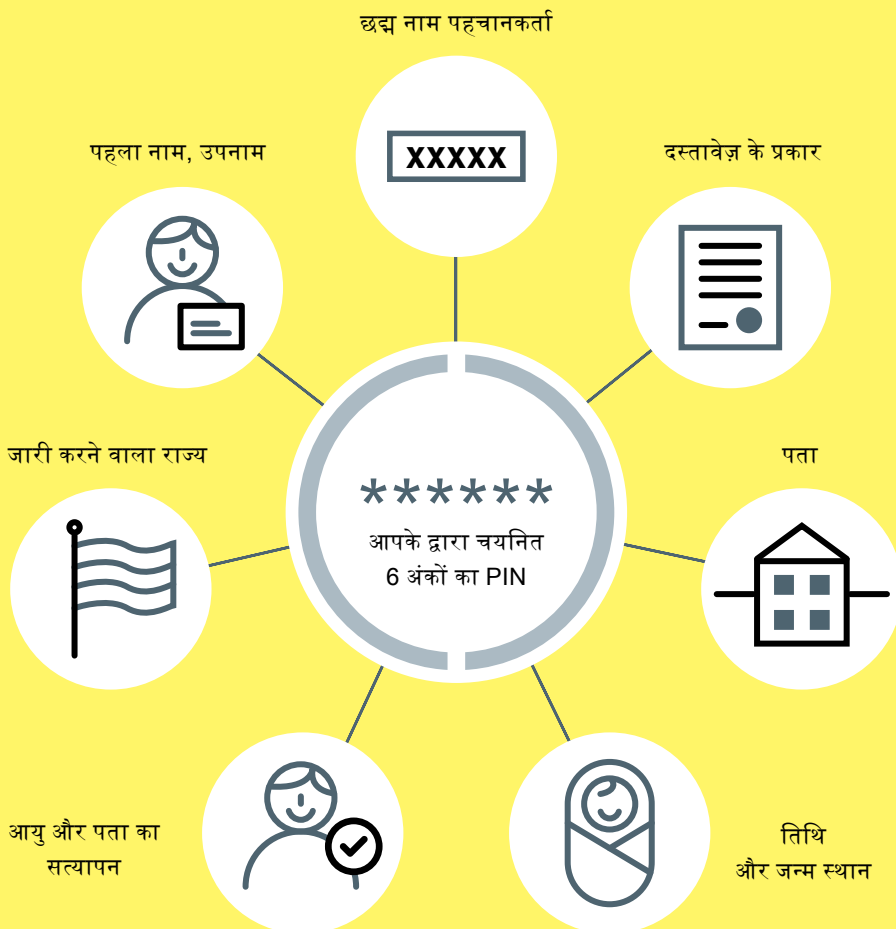 छद्म नाम पहचानकर्ता
XXXXX
पहला नाम, उपनाम
दस्तावेज़ के प्रकार
जारी करने वाला राज्य
पता
******
आपके द्वारा चयनित
6 अंकों का PIN
आयु और पता का
सत्यापन
तिथि
और जन्म स्थान